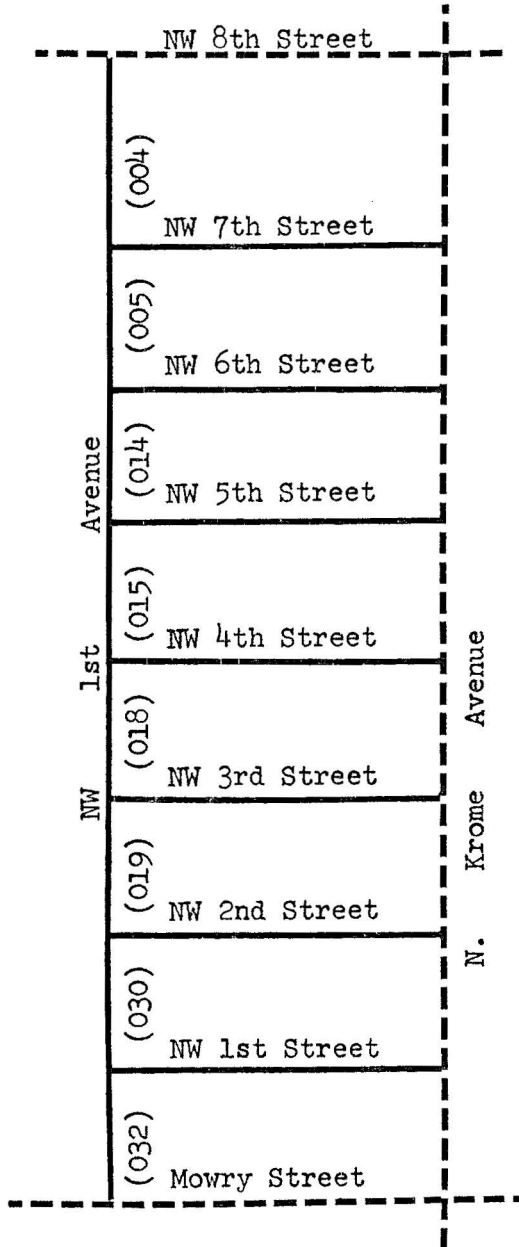 NW 8th Street
(004)
NW 7th Street
(005)
NW 6th Street
(014)
NW 5th Street
(015)
NW 4th Street
(018)
NW 3rd Street
(019)
NW 2nd Street
(030)
NW 1st Street
(032)
Mowry Street
NW 1st Avenue
N. Krome Avenue